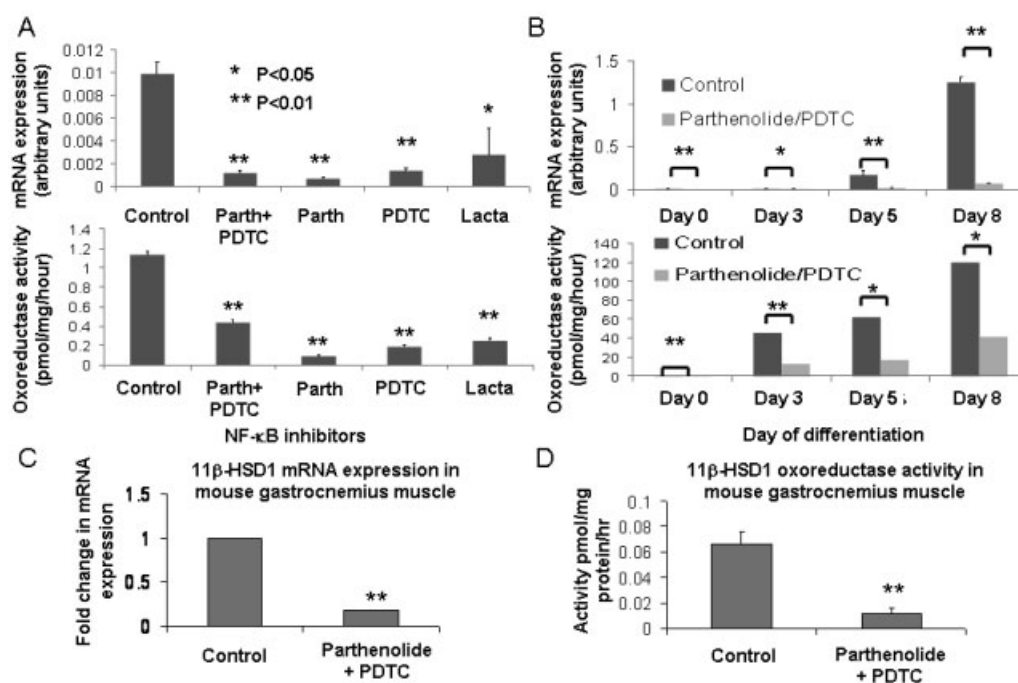 A
mRNA expression
(arbitrary units)
0.012
0.01
0.008
0.006
0.004
0.002
0
* P<0.05
** P<0.01
** ** ** *
Control Parth+ PDTC Parth PDTC Lacta
Oxoreductase activity
(pmol/mg/hour)
1.4
1.2
1
0.8
0.6
0.4
0.2
0
** ** ** **
Control Parth+ PDTC Parth PDTC Lacta
NF-κB inhibitors
B
mRNA expression
(arbitrary units)
1.5
1
0.5
0
Control
Parthenolide/PDTC
** * ** **
Day 0 Day 3 Day 5 Day 8
Oxoreductase activity
(pmol/mg/hour)
140
120
100
80
60
40
20
0
Control
Parthenolide/PDTC
** ** * *
Day 0 Day 3 Day 5 Day 8
Day of differentiation
C
11β-HSD1 mRNA expression in
mouse gastrocnemius muscle
Fold change in mRNA
expression
1.5
1
0.5
0
**
Control Parthenolide
+ PDTC
D
11β-HSD1 oxoreductase activity in
mouse gastrocnemius muscle
Activity pmol/mg
protein/hr
0.1
0.08
0.06
0.04
0.02
0
**
Control Parthenolide
+ PDTC